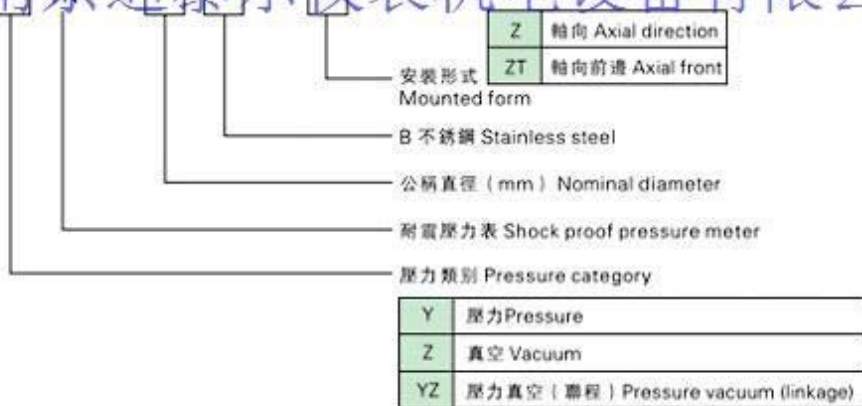 Z 軸向 Axial direction
ZT 軸向前邊 Axial front
安裝形式
Mounted form
B 不銹鋼 Stainless steel
公稱直徑（mm）Nominal diameter
耐震壓力表 Shock proof pressure meter
壓力類別 Pressure category
Y 壓力Pressure
Z 真空 Vacuum
YZ 壓力真空（聯程）Pressure vacuum (linkage)